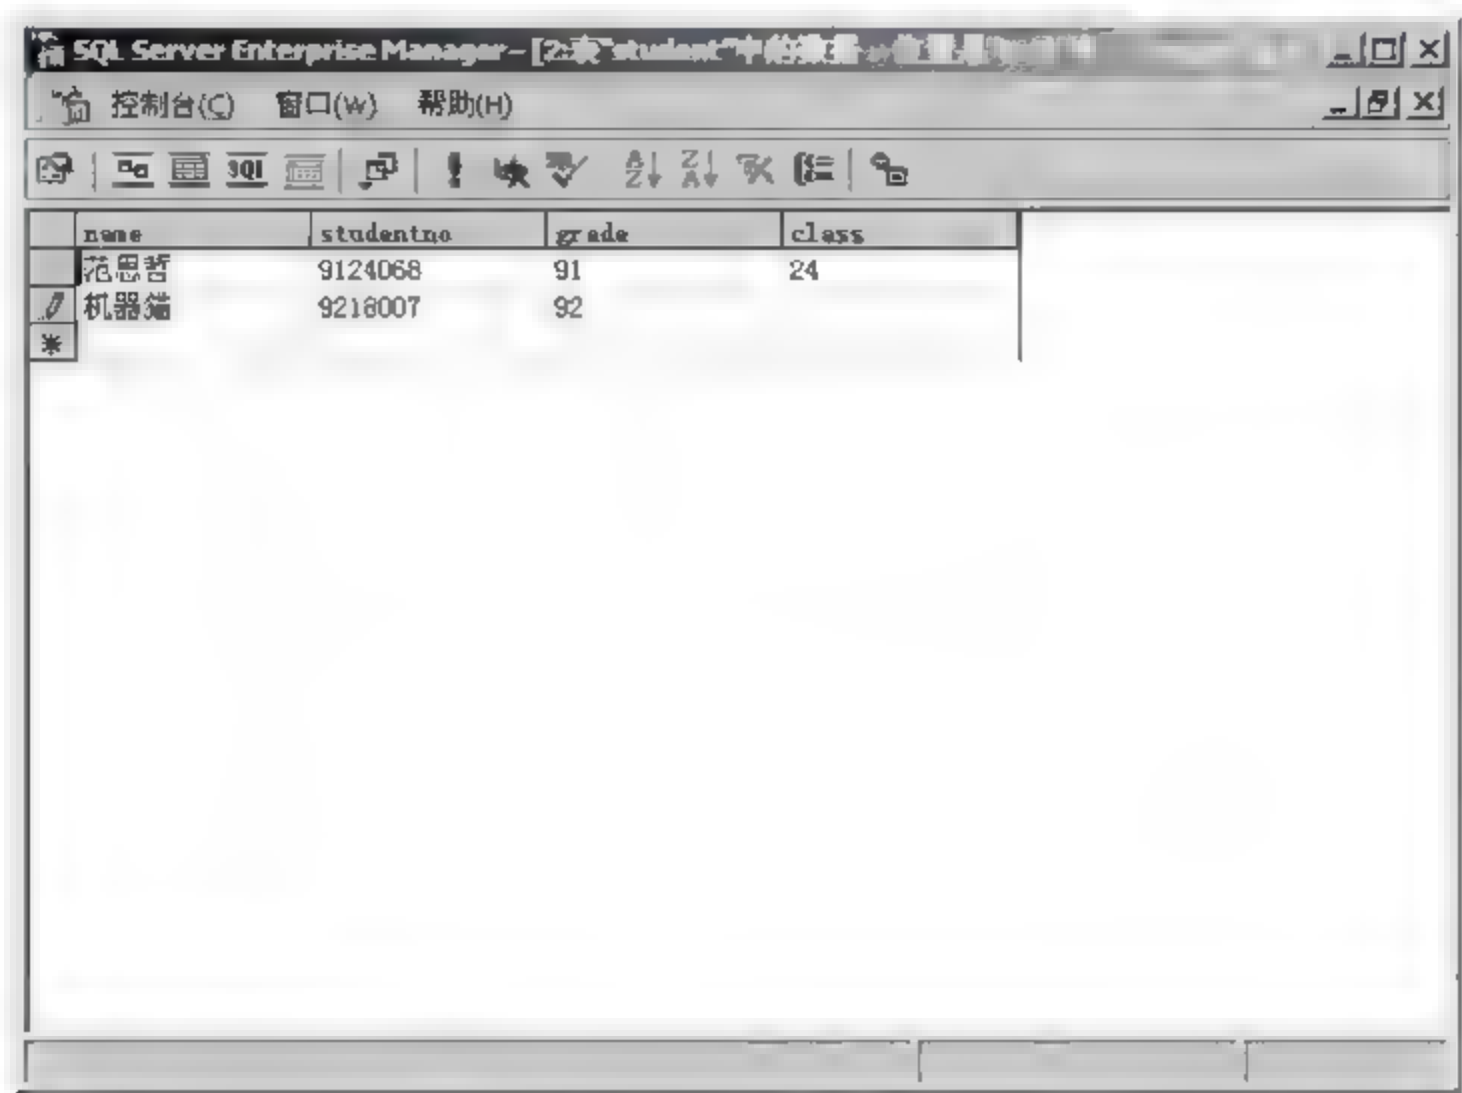 SQL Server Enterprise Manager - [2:表"student"中的数据
控制台(C) 窗口(W) 帮助(H)
SQL
name studentno grade class
范思哲 9124068 91 24
机器猫 9218007 92